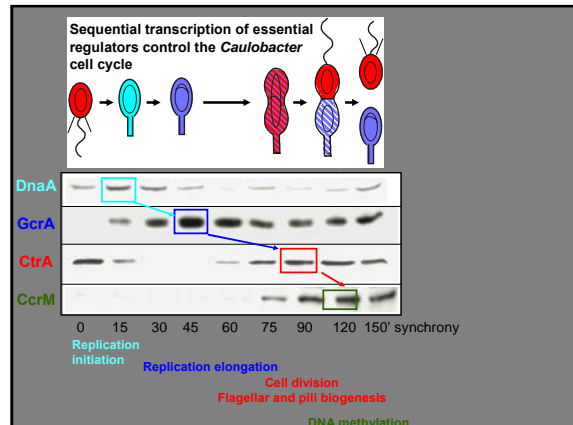 Sequential transcription of essential
regulators control the Caulobacter
cell cycle
DnaA
GcrA
CtrA
CcrM
0 15 30 45 60 75 90 120 150' synchrony
Replication
initiation
Replication elongation
Cell division
Flagellar and pili biogenesis
DNA methylation